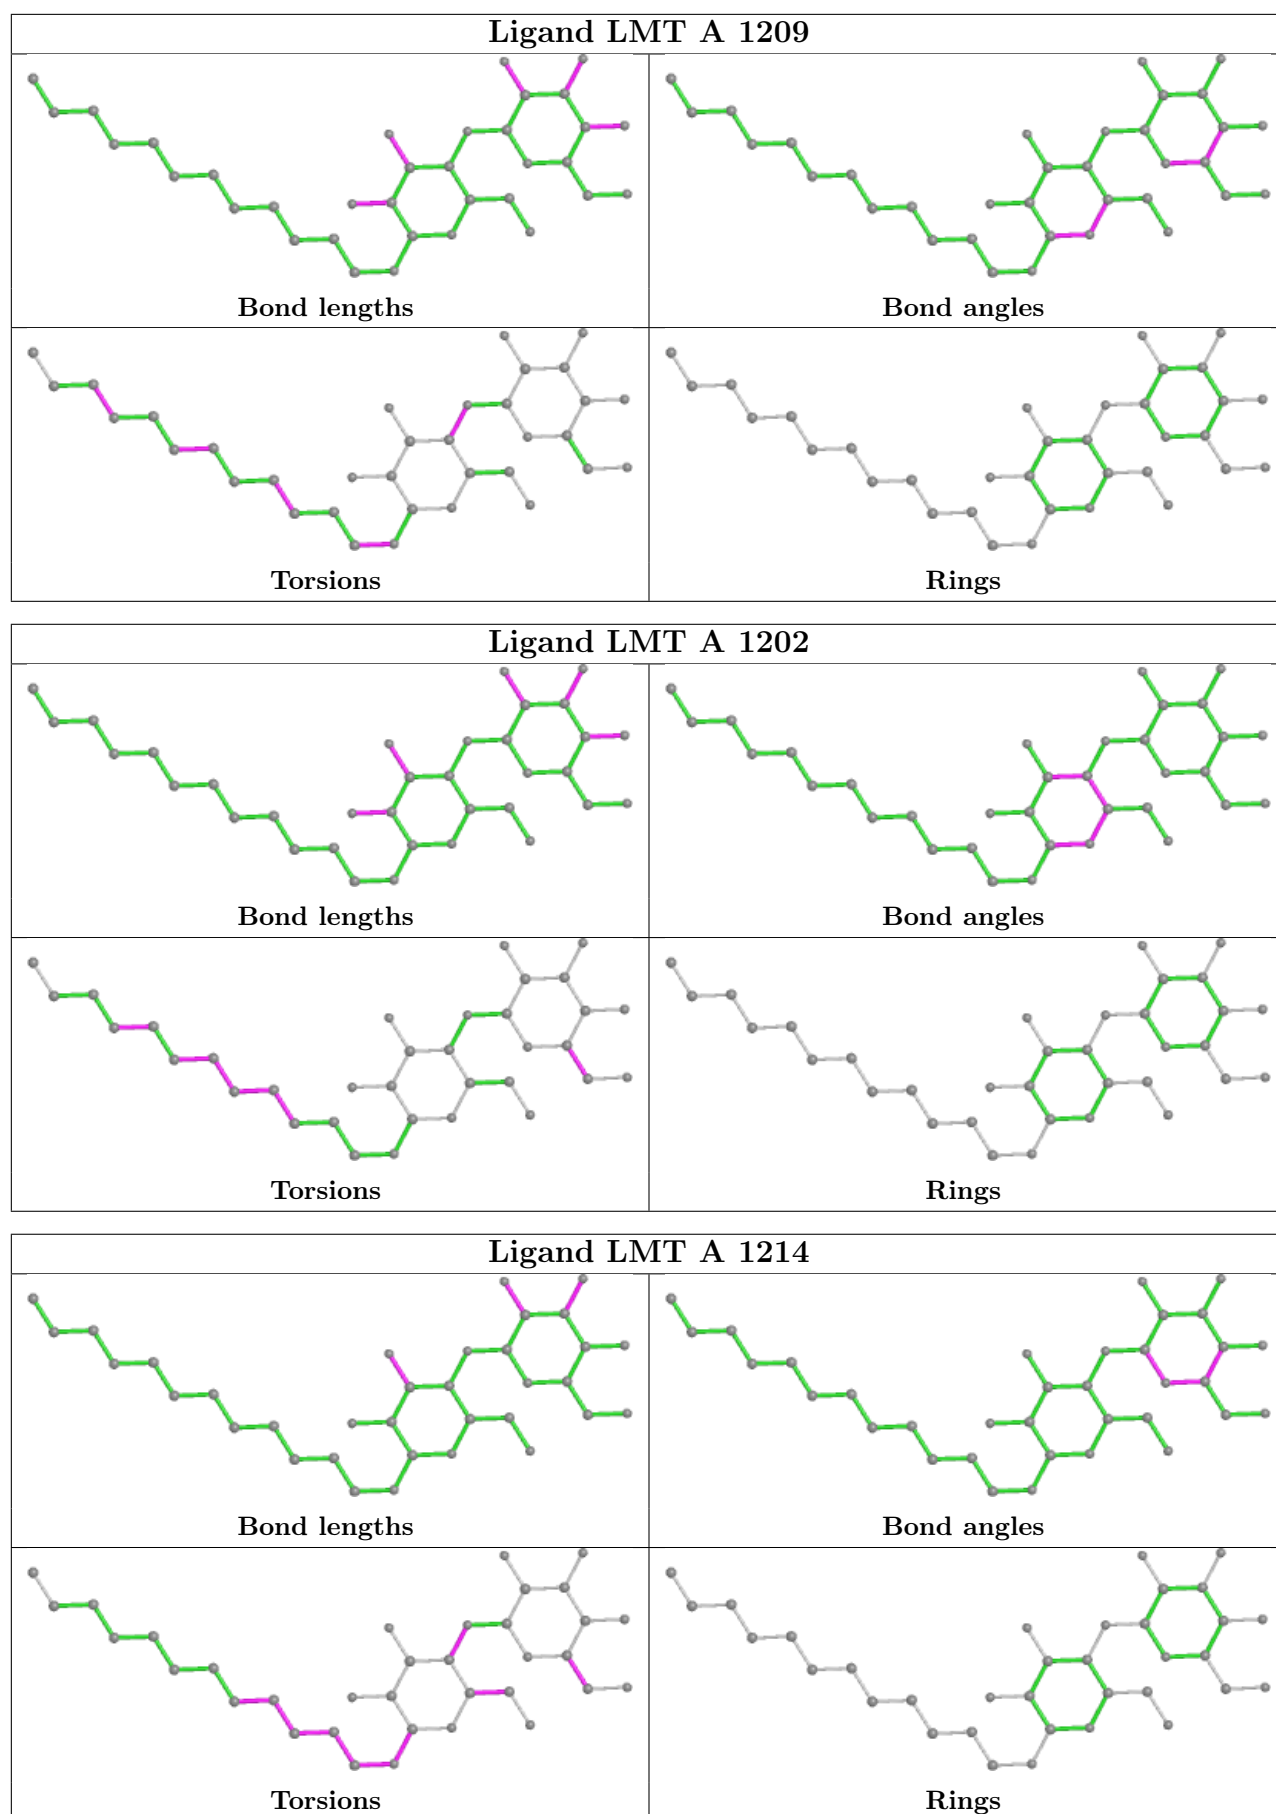 Ligand LMT A 1209
Bond lengths
Bond angles
Torsions
Rings
Ligand LMT A 1202
Bond lengths
Bond angles
Torsions
Rings
Ligand LMT A 1214
Bond lengths
Bond angles
Torsions
Rings